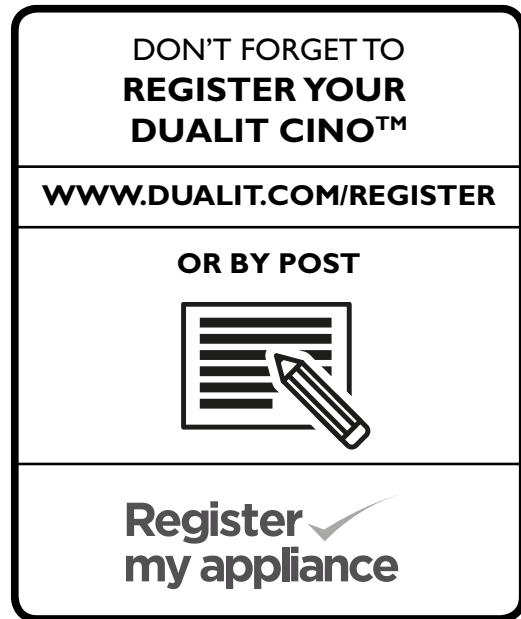 DON'T FORGET TO
REGISTER YOUR
DUALIT CINO™
WWW.DUALIT.COM/REGISTER
OR BY POST
Register
my appliance